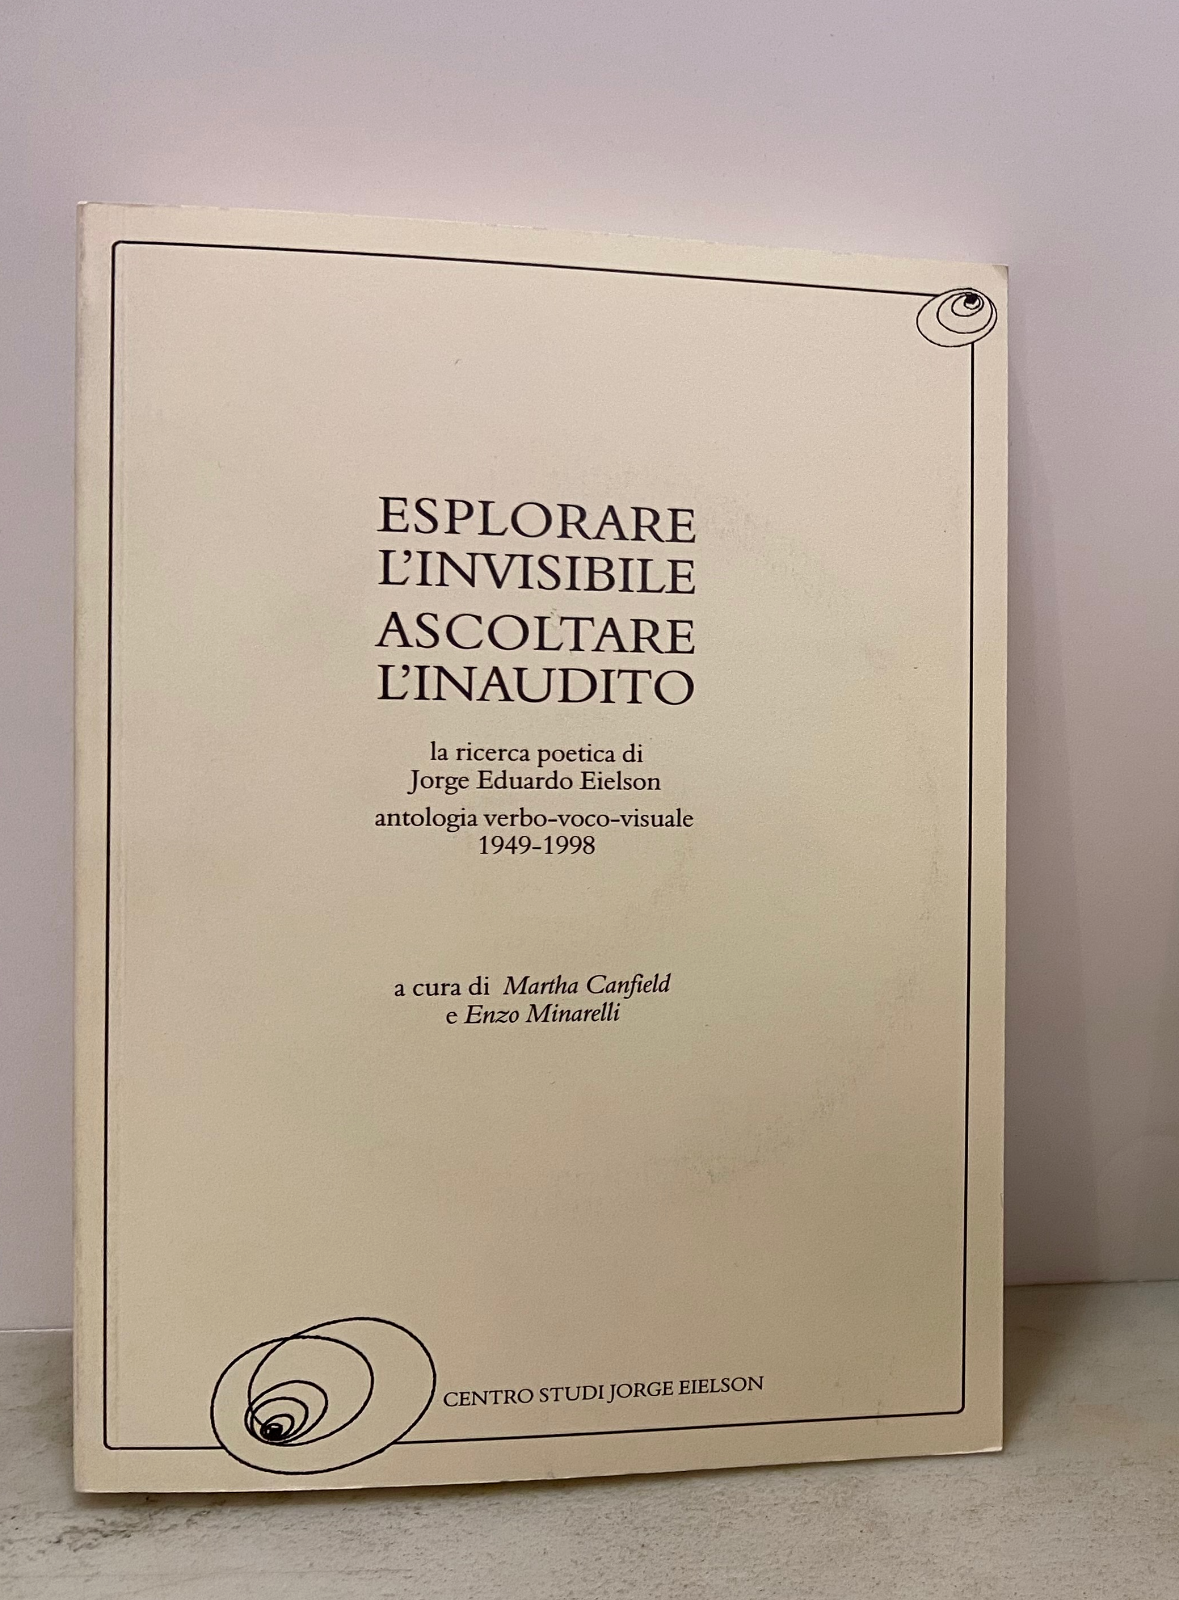 ESPLORARE
L’INVISIBILE
ASCOLTARE
L’INAUDITO
la ricerca poetica di
Jorge Eduardo Eielson
antologia verbo-voco-visuale
1949-1998
a cura di Martha Canfield
e Enzo Minarelli
CENTRO STUDI JORGE EIELSON